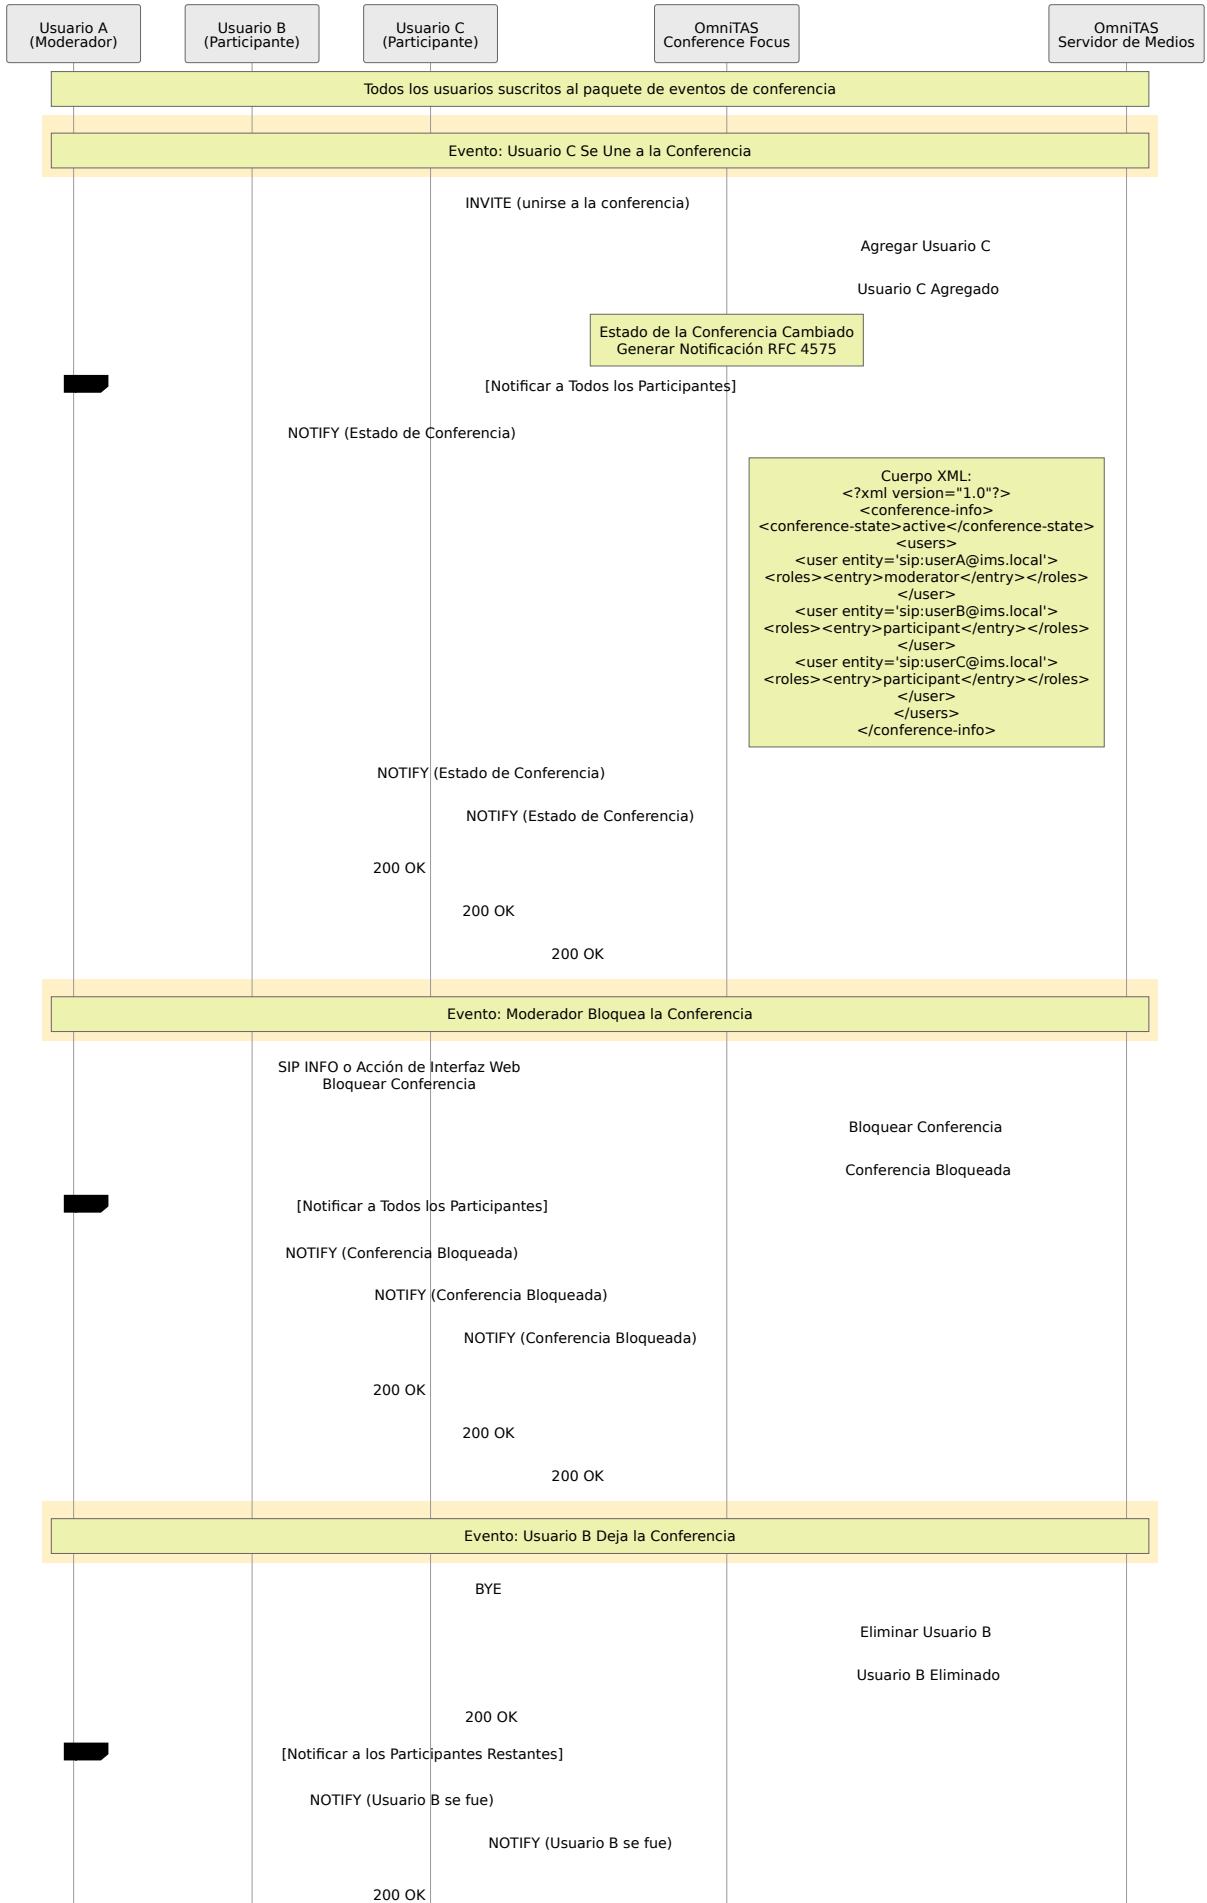 Usuario A
(Moderador)
Usuario B
(Participante)
Usuario C
(Participante)
OmniTAS
Conference Focus
OmniTAS
Servidor de Medios
Todos los usuarios suscritos al paquete de eventos de conferencia
Evento: Usuario C Se Une a la Conferencia
INVITE (unirse a la conferencia)
Agregar Usuario C
Usuario C Agregado
Estado de la Conferencia Cambiado
Generar Notificación RFC 4575
[Notificar a Todos los Participantes]
NOTIFY (Estado de Conferencia)
Cuerpo XML:
<?xml version="1.0"?>
<conference-info>
<conference-state>active</conference-state>
<users>
<user entity='sip:userA@ims.local'>
<roles><entry>moderator</entry></roles>
</user>
<user entity='sip:userB@ims.local'>
<roles><entry>participant</entry></roles>
</user>
<user entity='sip:userC@ims.local'>
<roles><entry>participant</entry></roles>
</user>
</users>
</conference-info>
NOTIFY (Estado de Conferencia)
NOTIFY (Estado de Conferencia)
200 OK
200 OK
200 OK
Evento: Moderador Bloquea la Conferencia
SIP INFO o Acción de Interfaz Web
Bloquear Conferencia
Bloquear Conferencia
Conferencia Bloqueada
[Notificar a Todos los Participantes]
NOTIFY (Conferencia Bloqueada)
NOTIFY (Conferencia Bloqueada)
NOTIFY (Conferencia Bloqueada)
200 OK
200 OK
200 OK
Evento: Usuario B Deja la Conferencia
BYE
Eliminar Usuario B
Usuario B Eliminado
200 OK
[Notificar a los Participantes Restantes]
NOTIFY (Usuario B se fue)
NOTIFY (Usuario B se fue)
200 OK